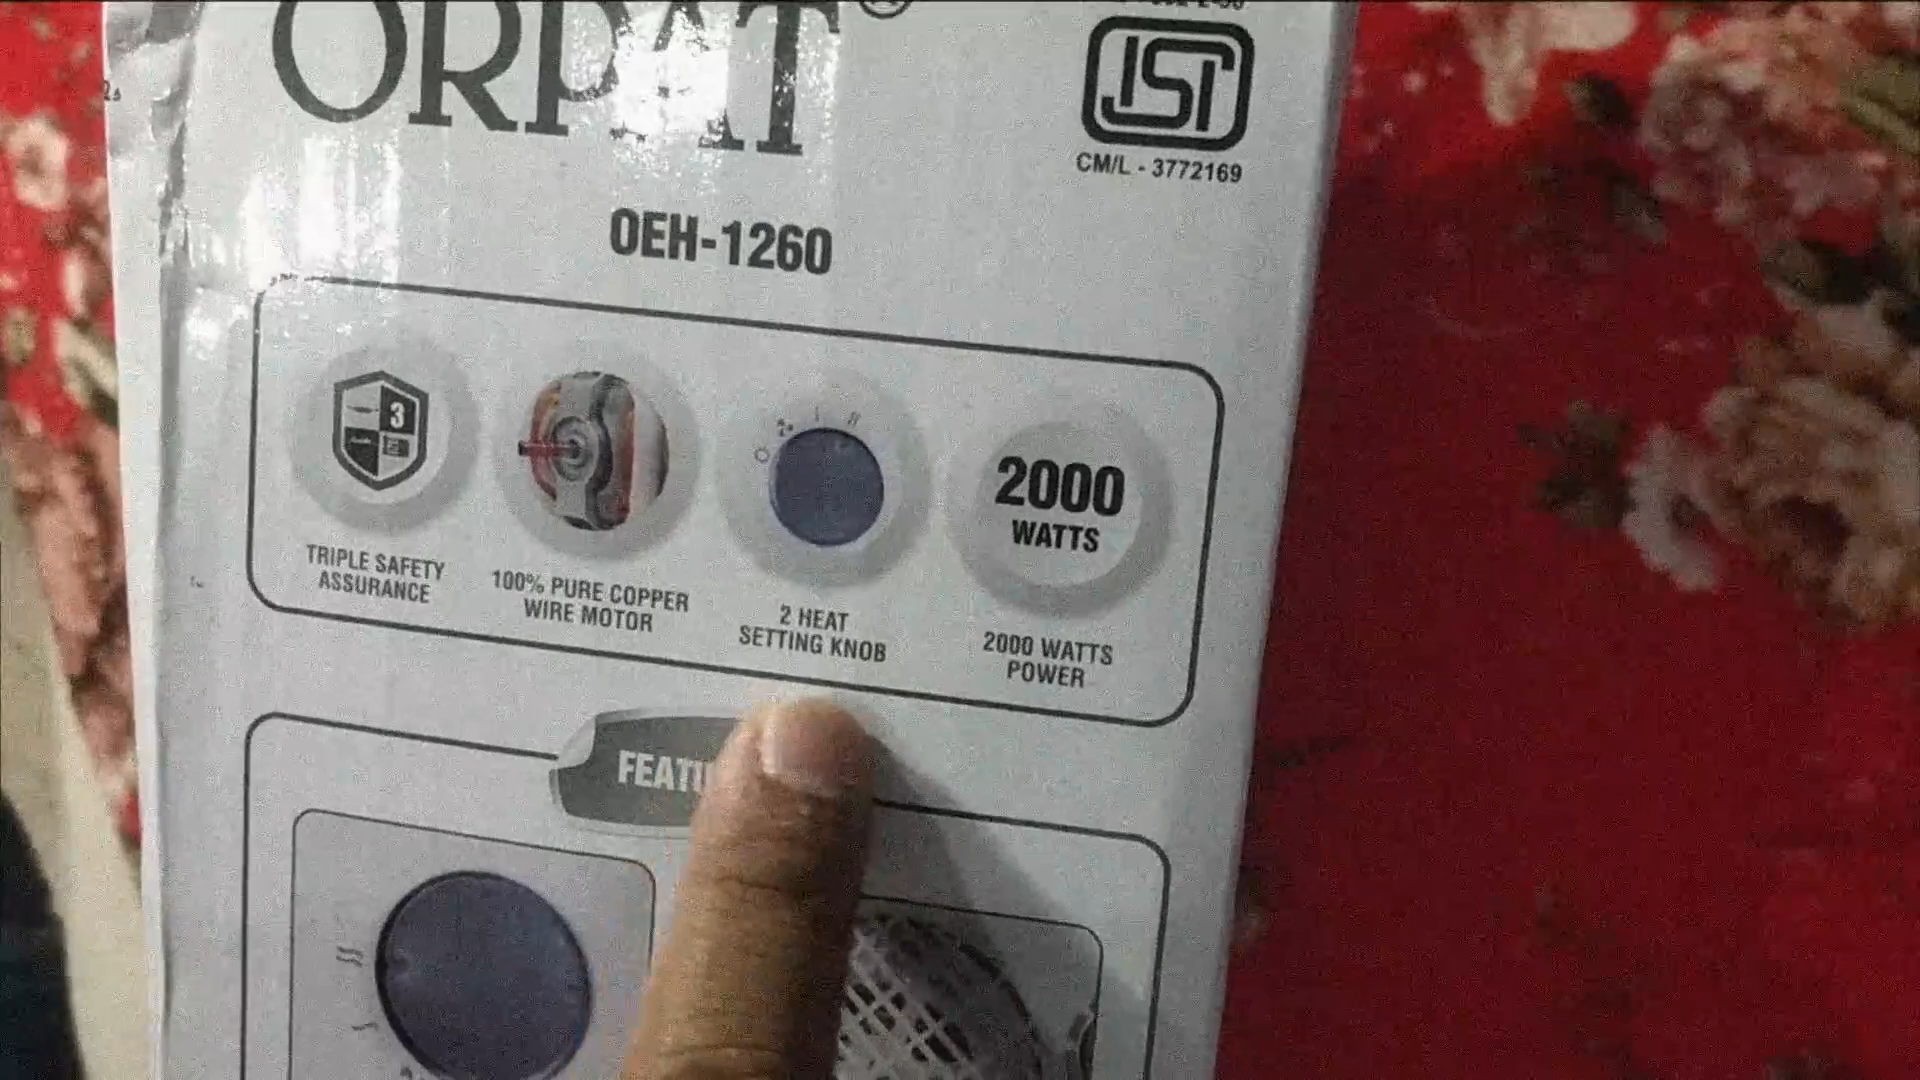 ORPAT
ISI
CM/L - 3772169
OEH-1260
3
2000
WATTS
TRIPLE SAFETY
ASSURANCE
100% PURE COPPER
WIRE MOTOR
2 HEAT
SETTING KNOB
2000 WATTS
POWER